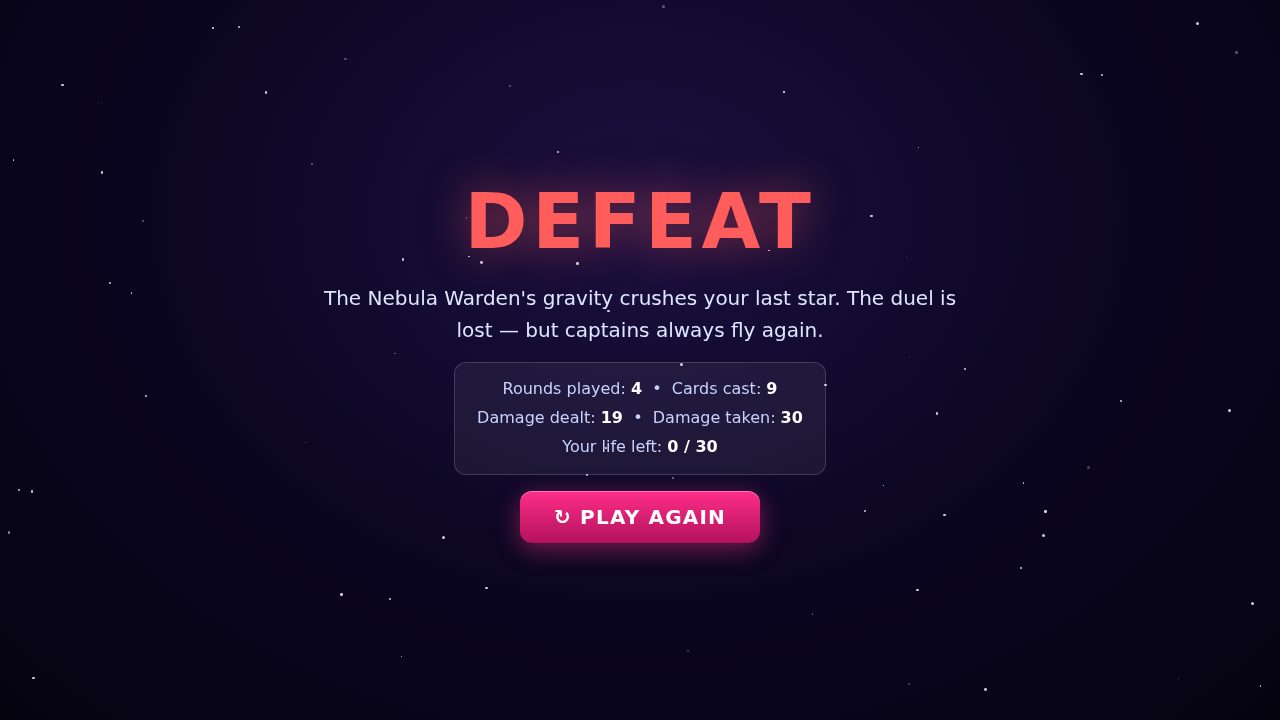 DEFEAT
The Nebula Warden's gravity crushes your last star. The duel is
lost — but captains always fly again.
Rounds played: 4 • Cards cast: 9
Damage dealt: 19 • Damage taken: 30
Your life left: 0 / 30
↻ PLAY AGAIN